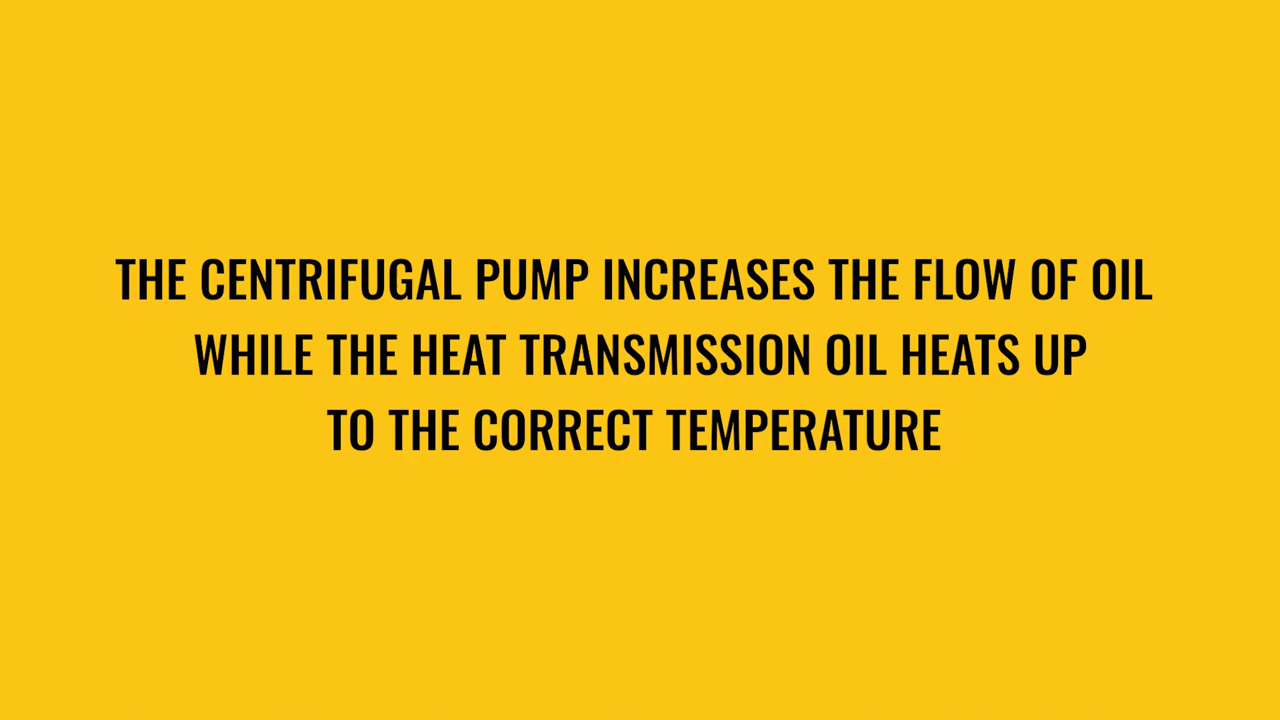 THE CENTRIFUGAL PUMP INCREASES THE FLOW OF OIL
WHILE THE HEAT TRANSMISSION OIL HEATS UP
TO THE CORRECT TEMPERATURE